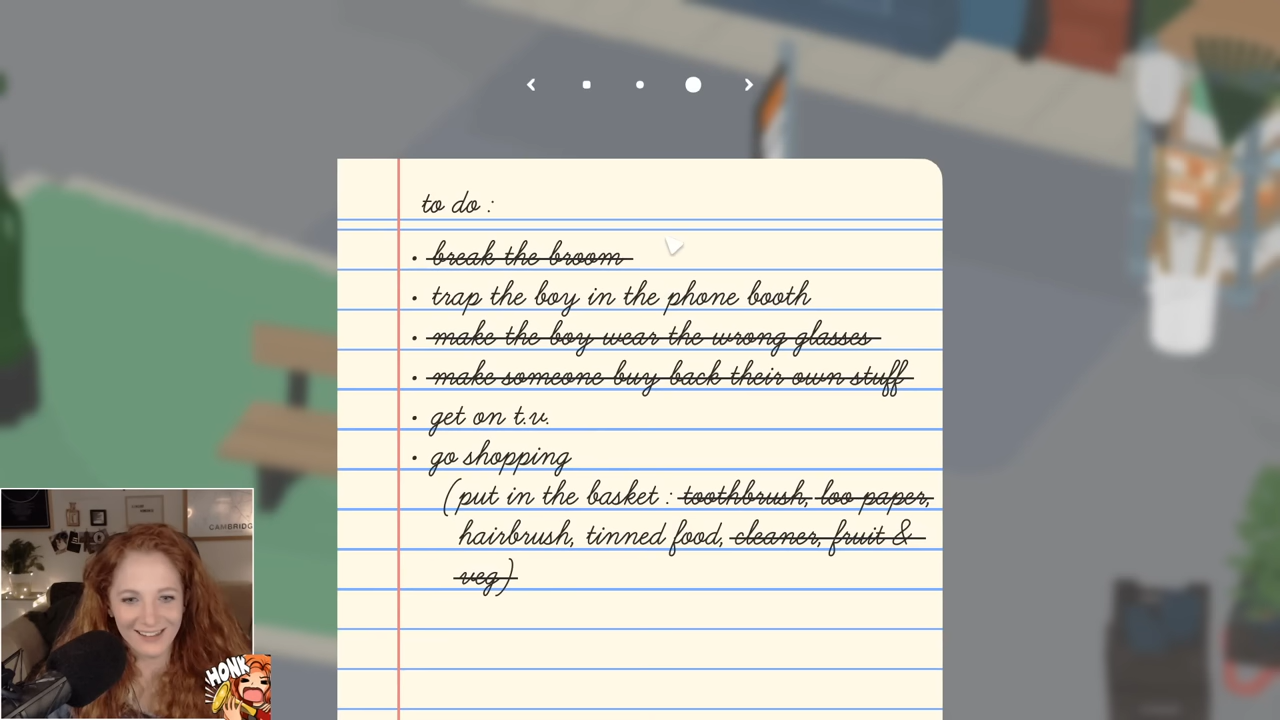 to do :
• break the broom
• trap the boy in the phone booth
• make the boy wear the wrong glasses
• make someone buy back their own stuff
• get on t.v.
• go shopping
(put in the basket : toothbrush, loo paper,
hairbrush, tinned food, cleaner, fruit &
veg)
CAMBRIDG
HONK